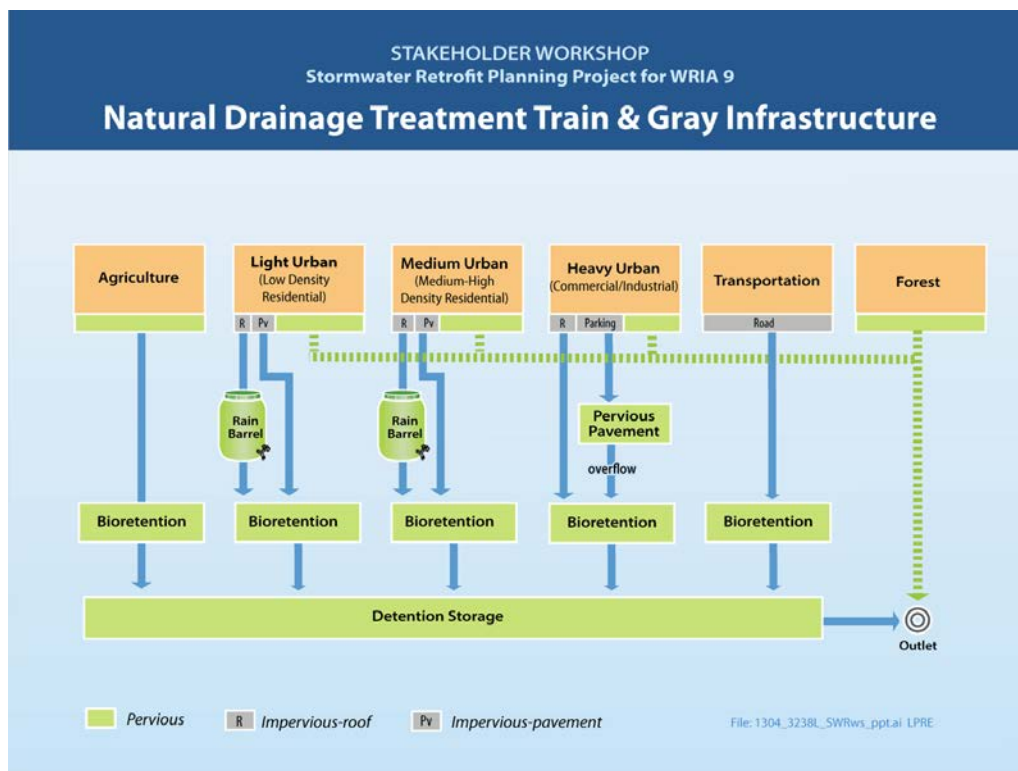 STAKEHOLDER WORKSHOP
Stormwater Retrofit Planning Project for WRIA 9
Natural Drainage Treatment Train & Gray Infrastructure
Agriculture
Light Urban
(Low Density
Residential)
R
Pv
Medium Urban
(Medium-High
Density Residential)
R
Pv
Heavy Urban
(Commercial/Industrial)
R
Parking
Transportation
Road
Forest
Rain
Barrel
Rain
Barrel
Pervious
Pavement
overflow
Bioretention
Bioretention
Bioretention
Bioretention
Bioretention
Detention Storage
Outlet
Pervious
R
Impervious-roof
Pv
Impervious-pavement
File: 1304_3238L_SWRws_ppt.ai LPRE